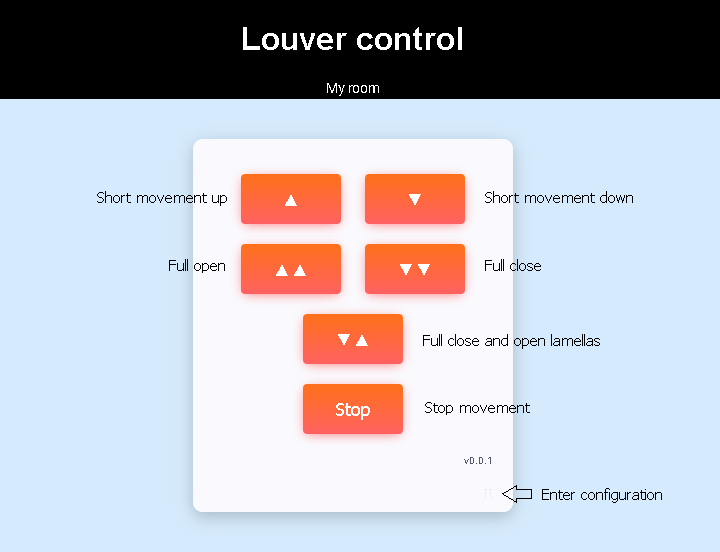 Louver control
My room
Short movement up ▲ ▼ Short movement down
Full open ▲▲ ▼▼ Full close
▼▲ Full close and open lamellas
Stop Stop movement
v0.0.1
Enter configuration